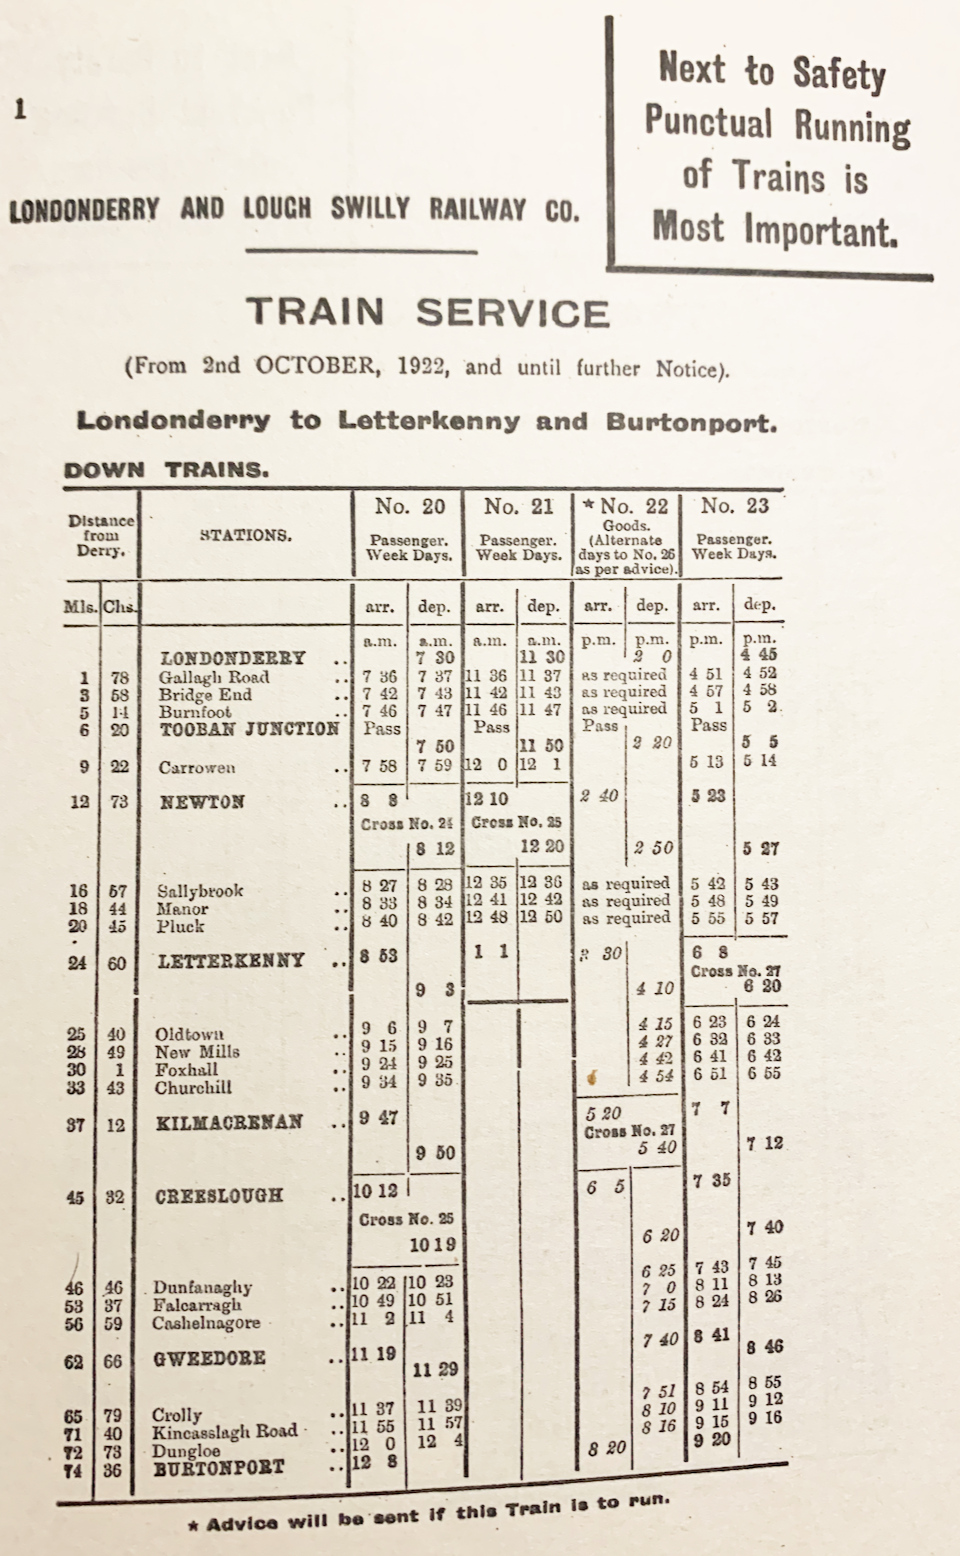 Next to Safety
Punctual Running
of Trains is
Most Important.
1
LONDONDERRY AND LOUGH SWILLY RAILWAY CO.
TRAIN SERVICE
(From 2nd OCTOBER, 1922, and until further Notice).
Londonderry to Letterkenny and Burtonport.
DOWN TRAINS.
Distance from Derry. STATIONS. No. 20 Passenger. Week Days. No. 21 Passenger. Week Days. * No. 22 Goods. (Alternate days to No. 26 as per advice). No. 23 Passenger. Week Days.
Mls. Chs. arr. dep. arr. dep. arr. dep. arr. dep.
a.m. a.m. a.m. a.m. p.m. p.m. p.m. p.m.
LONDONDERRY .. 7 30 11 30 2 0 4 45
1 78 Gallagh Road .. 7 36 7 37 11 36 11 37 as required 4 51 4 52
3 58 Bridge End .. 7 42 7 43 11 42 11 43 as required 4 57 4 58
5 14 Burnfoot .. 7 46 7 47 11 46 11 47 as required 5 1 5 2
6 20 TOOBAN JUNCTION Pass Pass Pass Pass
7 50 11 50 2 20 5 5
9 22 Carrowen .. 7 58 7 59 12 0 12 1 5 13 5 14
12 73 NEWTON .. 8 8 12 10 2 40 5 23
Cross No. 24 Cross No. 25
8 12 12 20 2 50 5 27
16 57 Sallybrook .. 8 27 8 28 12 35 12 36 as required 5 42 5 43
18 44 Manor .. 8 33 8 34 12 41 12 42 as required 5 48 5 49
20 45 Pluck .. 8 40 8 42 12 48 12 50 as required 5 55 5 57
24 60 LETTERKENNY .. 8 53 1 1 30 6 8
Cross No. 27
9 3 4 10 6 20
25 40 Oldtown .. 9 6 9 7 4 15 6 23 6 24
28 49 New Mills .. 9 15 9 16 4 27 6 32 6 33
30 1 Foxhall .. 9 24 9 25 4 42 6 41 6 42
33 43 Churchill .. 9 34 9 35 4 54 6 51 6 55
37 12 KILMACRENAN .. 9 47 5 20 7 7
Cross No. 27
9 50 5 40 7 12
45 32 CREESLOUGH .. 10 12 6 5 7 35
Cross No. 25
10 19 6 20 7 40
46 46 Dunfanaghy .. 10 22 10 23 6 25 7 43 7 45
53 37 Falcarragh .. 10 49 10 51 7 0 8 11 8 13
56 59 Cashelnagore .. 11 2 11 4 7 15 8 24 8 26
62 66 GWEEDORE .. 11 19 7 40 8 41
11 29 8 46
65 79 Crolly .. 11 37 11 39 7 51 8 54 8 55
71 40 Kincasslagh Road .. 11 55 11 57 8 10 9 11 9 12
72 73 Dungloe .. 12 0 12 4 8 16 9 15 9 16
74 36 BURTONPORT .. 12 8 8 20 9 20
* Advice will be sent if this Train is to run.